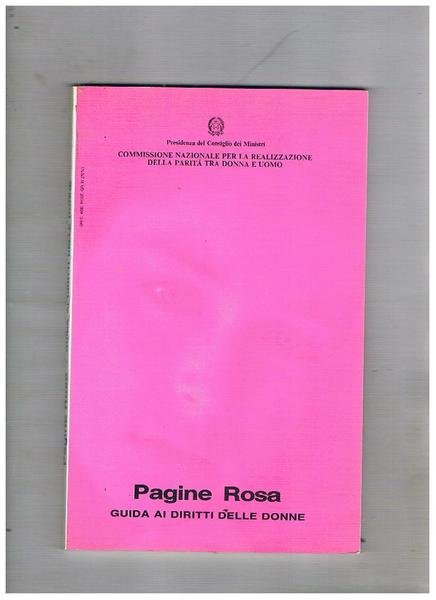 Presidenza del Consiglio dei Ministri
COMMISSIONE NAZIONALE PER LA REALIZZAZIONE
DELLA PARITÁ TRA DONNA E UOMO
Pagine Rosa
GUIDA AI DIRITTI DELLE DONNE